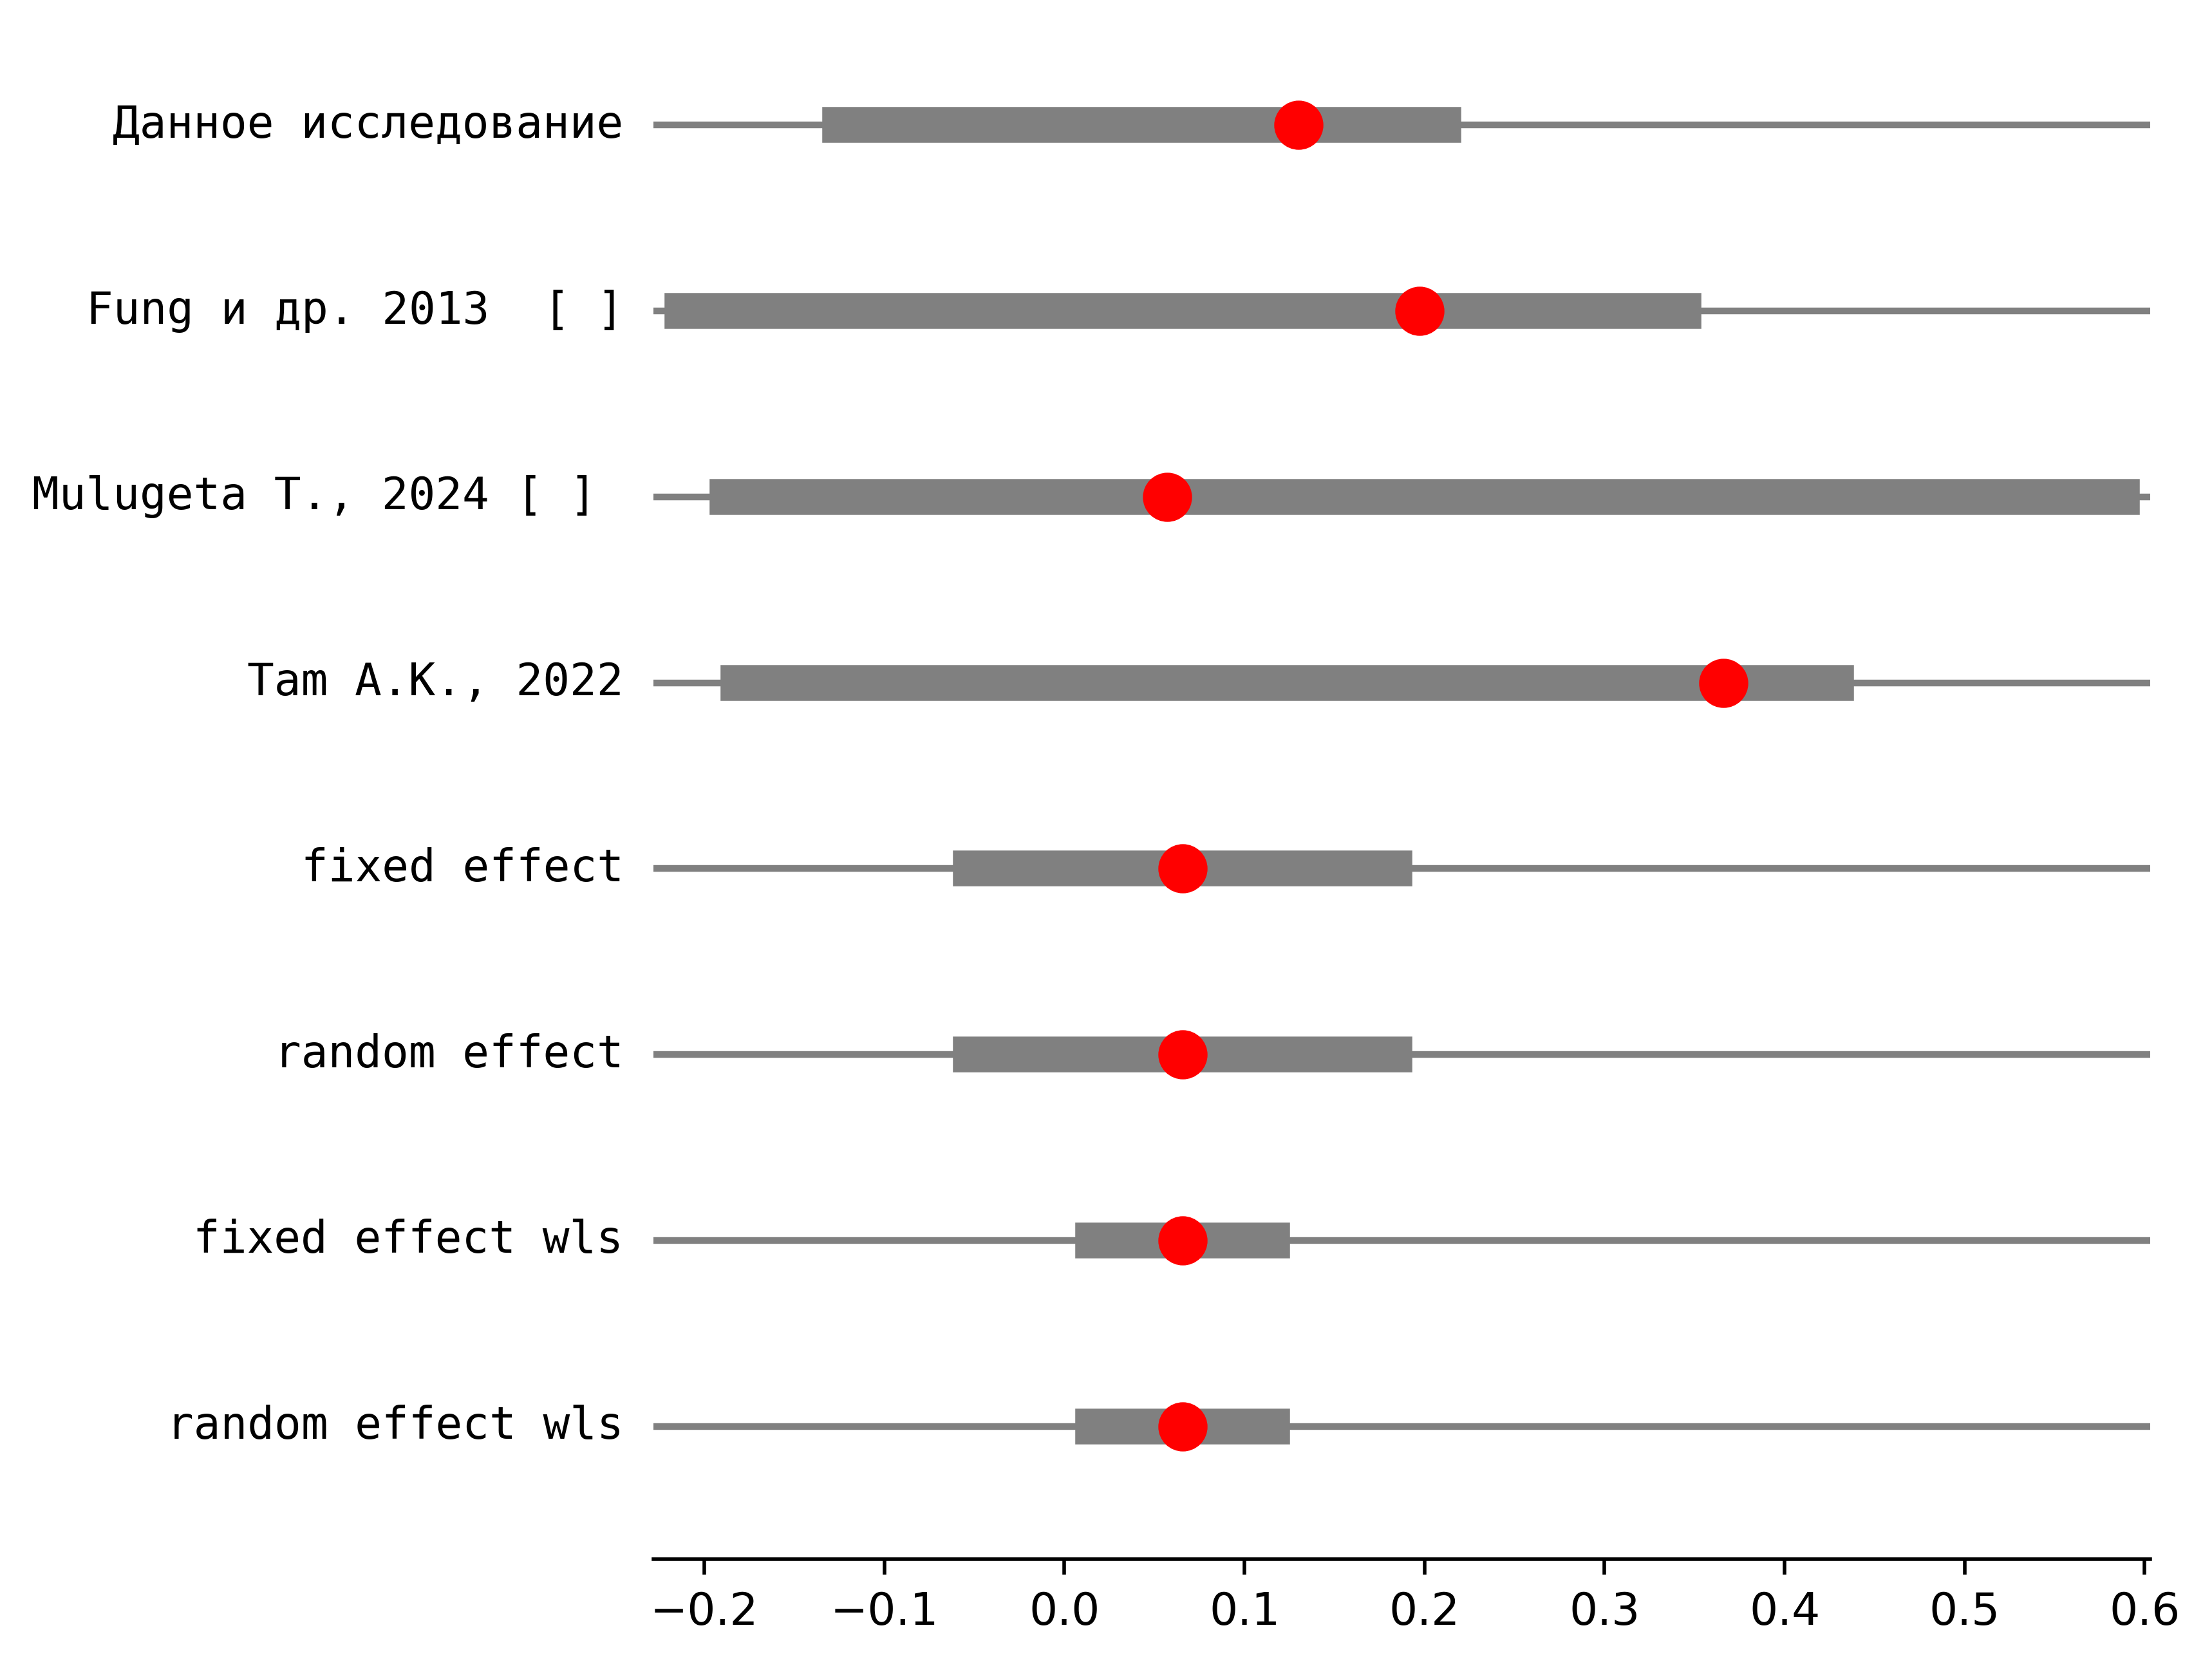 Данное исследование
Fung и др. 2013  [ ]
Mulugeta T., 2024 [ ]
Tam A.K., 2022
fixed effect
random effect
fixed effect wls
random effect wls
−0.2 −0.1 0.0 0.1 0.2 0.3 0.4 0.5 0.6